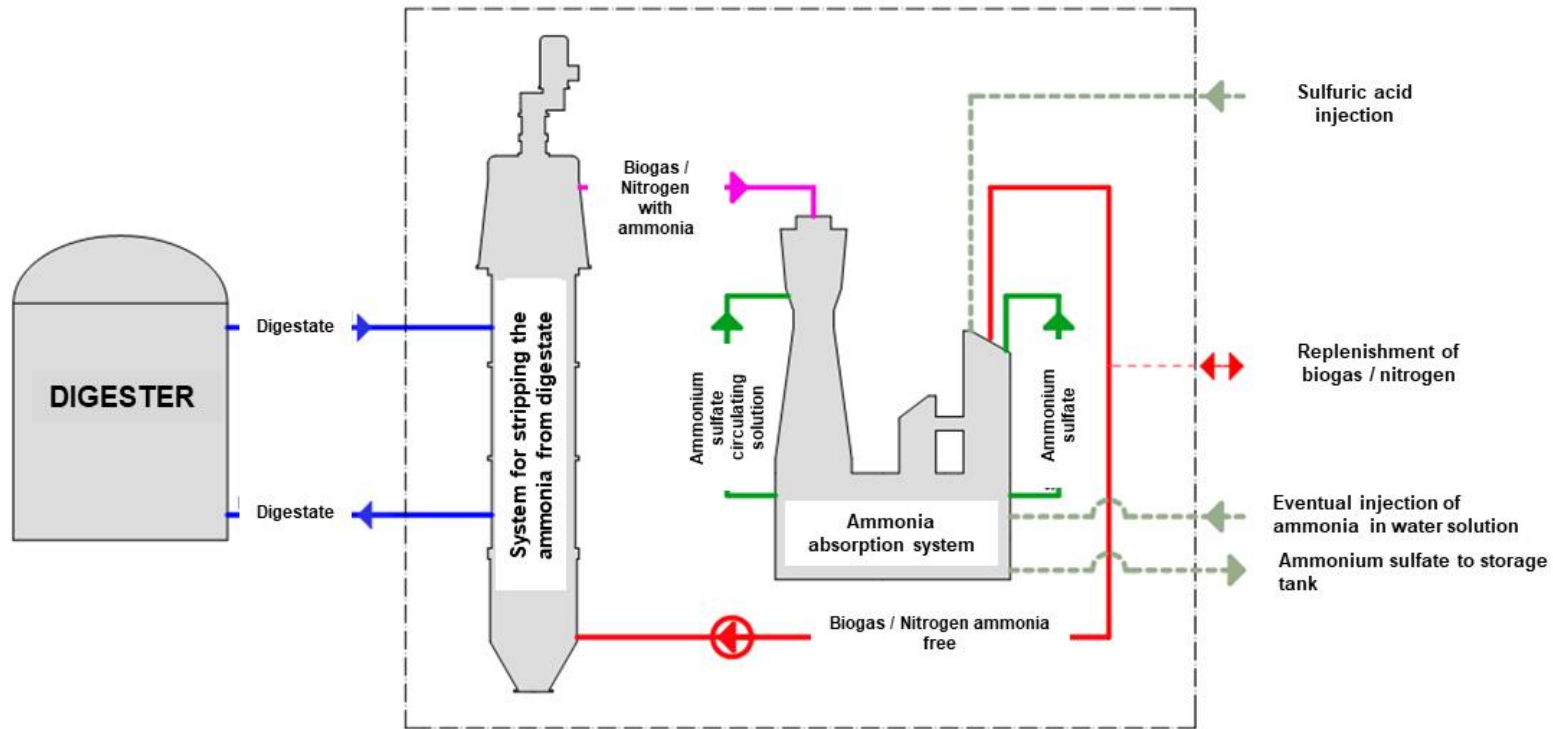 Sulfuric acid
injection
Biogas /
Nitrogen
with
ammonia
Digestate
DIGESTER
System for stripping the
ammonia from digestate
Ammonium
sulfate
circulating
solution
Ammonium
sulfate
Replenishment of
biogas / nitrogen
Digestate
Ammonia
absorption system
Eventual injection of
ammonia in water solution
Ammonium sulfate to storage
tank
Biogas / Nitrogen ammonia
free